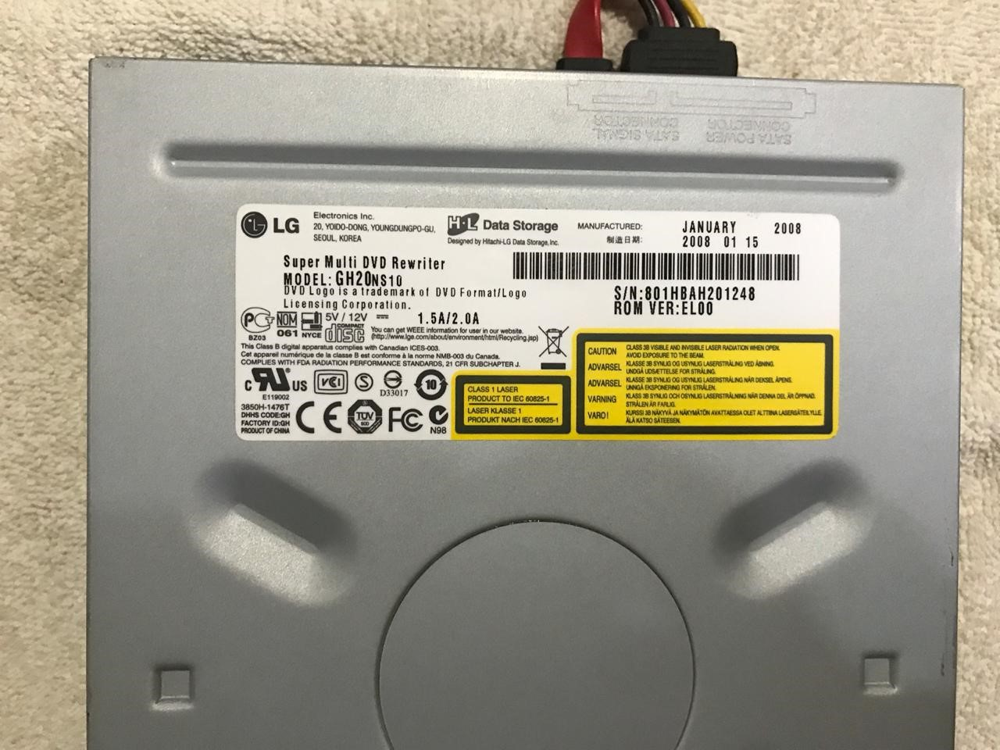 SATA SIGNAL
CONNECTOR
SATA POWER
CONNECTOR
LG
Electronics Inc.
20, YOIDO-DONG, YOUNGDUNGPO-GU,
SEOUL, KOREA
H·L Data Storage
Designed by Hitachi-LG Data Storage, Inc.
MANUFACTURED: JANUARY 2008
制造日期: 2008 01 15
Super Multi DVD Rewriter
MODEL: GH20NS10
DVD Logo is a trademark of DVD Format/Logo
Licensing Corporation.
S/N:801HBAH201248
ROM VER:EL00
PCT
BZ03
NOM
061
NYCE
5V / 12V
1.5A/2.0A
COMPACT
disc
You can get WEEE information for user in our website.
(http://www.lge.com/about/environment/html/Recycling.jsp)
This Class B digital apparatus complies with Canadian ICES-003.
Cet appareil numérique de la classe B est conforme à la norme NMB-003 du Canada.
COMPLIES WITH FDA RADIATION PERFORMANCE STANDARDS, 21 CFR SUBCHAPTER J.
C UR US
E119002
VCI
S
D33017
10
3850H-1476T
DHHS CODE:GH
FACTORY ID:GH
PRODUCT OF CHINA
CE
TÜV
FC
N98
CLASS 1 LASER
PRODUCT TO IEC 60825-1
LASER KLASSE 1
PRODUKT NACH IEC 60825-1
CAUTION CLASS 3B VISIBLE AND INVISIBLE LASER RADIATION WHEN OPEN.
AVOID EXPOSURE TO THE BEAM.
ADVARSEL KLASSE 3B SYNLIG OG USYNLIG LASERSTRÅLING VED ÅBNING.
UNDGÅ UDSÆTTELSE FOR STRÅLING.
ADVARSEL KLASSE 3B SYNLIG OG USYNLIG LASERSTRÅLING NÅR DEKSEL ÅPENS.
UNNGÅ EKSPONERING FOR STRÅLEN.
VARNING KLASS 3B SYNLIG OCH OSYNLIG LASERSTRÅLNING NÄR DENNA DEL ÄR ÖPPNAD.
STRÅLEN ÄR FARLIG.
VARO! KURSSI 3B NÄKYVÄ JA NÄKYMÄTÖN AVATTAESSA OLET ALTTIINA LASERSÄTEILYLLE.
ÄLÄ KATSO SÄTEESEEN.